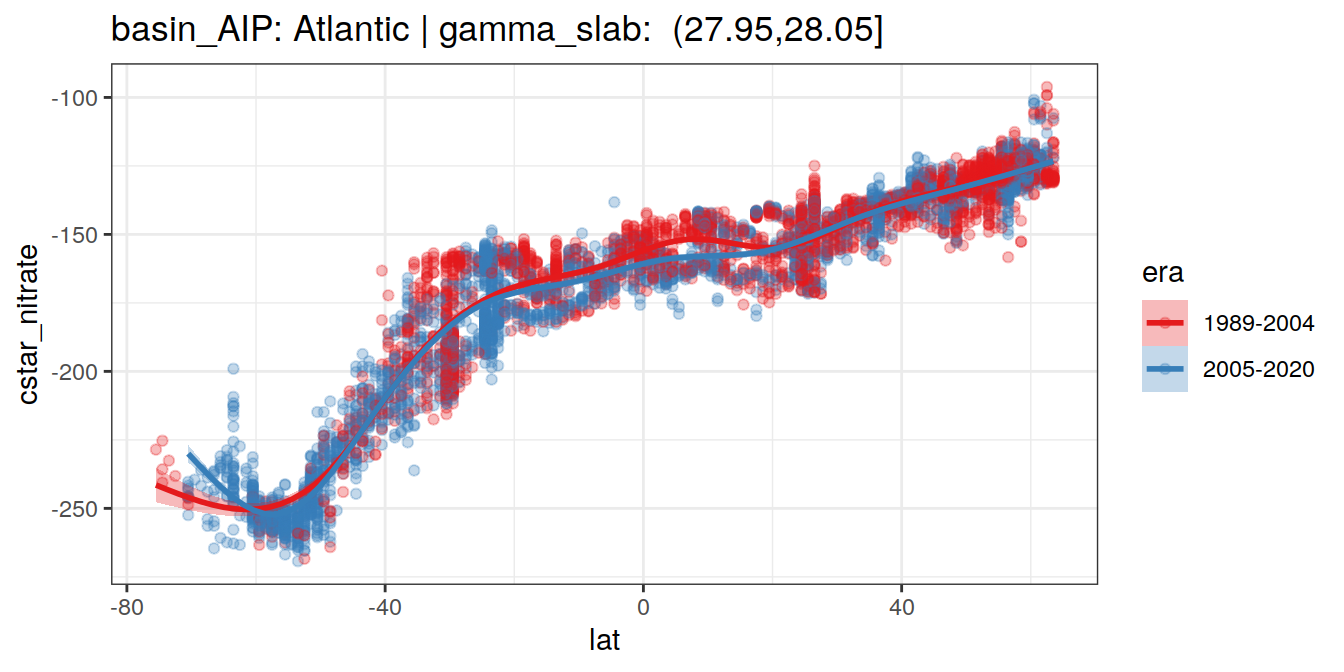 basin_AIP: Atlantic | gamma_slab:  (27.95,28.05]
cstar_nitrate
-100
-150
-200
-250
-80
-40
0
40
lat
era
1989-2004
2005-2020